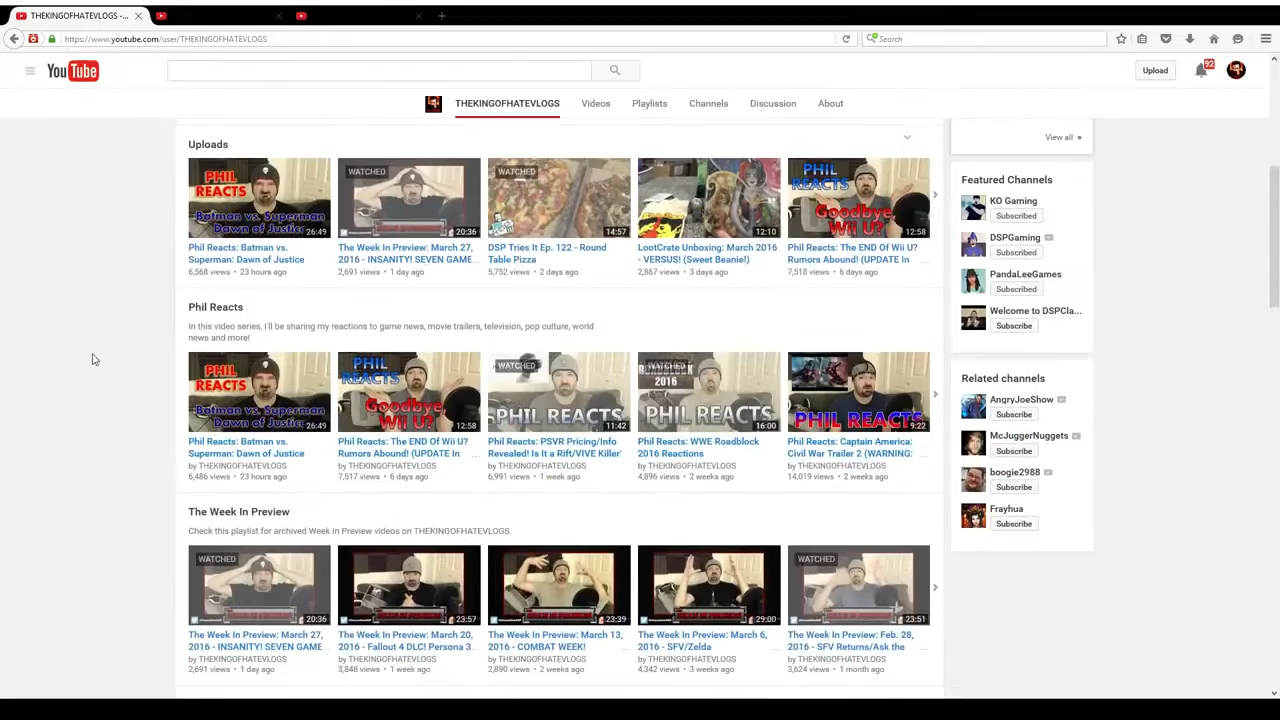 THEKINGOFHATEVLOGS -...
https://www.youtube.com/user/THEKINGOFHATEVLOGS
Search
YouTube
Upload
92
THEKINGOFHATEVLOGS Videos Playlists Channels Discussion About
View all »
Uploads
PHIL REACTS
Batman vs. Superman Dawn of Justice
26:49
WATCHED
20:36
WATCHED
14:57
12:10
PHIL REACTS
Goodbye Wii U?
12:58
Phil Reacts: Batman vs.
Superman: Dawn of Justice
6,568 views • 23 hours ago
The Week In Preview: March 27,
2016 - INSANITY! SEVEN GAME...
2,691 views • 1 day ago
DSP Tries It Ep. 122 - Round
Table Pizza
5,752 views • 2 days ago
LootCrate Unboxing: March 2016
- VERSUS! (Sweet Beanie!)
2,867 views • 3 days ago
Phil Reacts: The END Of Wii U?
Rumors Abound! (UPDATE In ...
7,518 views • 6 days ago
Phil Reacts
In this video series, i'll be sharing my reactions to game news, movie trailers, television, pop culture, world
news and more!
PHIL REACTS
Batman vs. Superman Dawn of Justice
26:49
PHIL REACTS
Goodbye Wii U?
12:58
WATCHED
PHIL REACTS
11:42
WATCHED
ROADBLOCK
2016
PHIL REACTS
16:00
PHIL REACTS
9:22
Phil Reacts: Batman vs.
Superman: Dawn of Justice
by THEKINGOFHATEVLOGS
6,486 views • 23 hours ago
Phil Reacts: The END Of Wii U?
Rumors Abound! (UPDATE In ...
by THEKINGOFHATEVLOGS
7,517 views • 6 days ago
Phil Reacts: PSVR Pricing/Info
Revealed! Is It a Rift/VIVE Killer'
by THEKINGOFHATEVLOGS
6,991 views • 1 week ago
Phil Reacts: WWE Roadblock
2016 Reactions
by THEKINGOFHATEVLOGS
4,896 views • 2 weeks ago
Phil Reacts: Captain America:
Civil War Trailer 2 (WARNING: ...
by THEKINGOFHATEVLOGS
14,019 views • 2 weeks ago
The Week In Preview
Check this playlist for archived Week In Preview videos on THEKINGOFHATEVLOGS
WATCHED
20:36
23:57
23:39
29:00
WATCHED
23:51
The Week In Preview: March 27,
2016 - INSANITY! SEVEN GAME...
by THEKINGOFHATEVLOGS
2,691 views • 1 day ago
The Week In Preview: March 20,
2016 - Fallout 4 DLC! Persona 3...
by THEKINGOFHATEVLOGS
3,848 views • 1 week ago
The Week In Preview: March 13,
2016 - COMBAT WEEK! ...
by THEKINGOFHATEVLOGS
2,890 views • 2 weeks ago
The Week In Preview: March 6,
2016 - SFV/Zelda ...
by THEKINGOFHATEVLOGS
4,342 views • 3 weeks ago
The Week In Preview: Feb. 28,
2016 - SFV Returns/Ask the ...
by THEKINGOFHATEVLOGS
3,624 views • 1 month ago
Featured Channels
KO Gaming
Subscribed
DSPGaming
Subscribed
PandaLeeGames
Subscribed
Welcome to DSPCla...
Subscribe
Related channels
AngryJoeShow
Subscribe
McJuggerNuggets
Subscribe
boogie2988
Subscribe
Frayhua
Subscribe